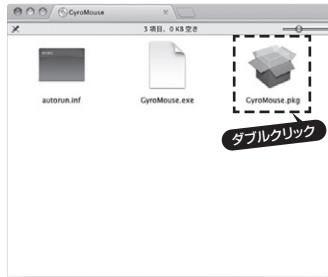 GyroMouse
3 項目、0 KB 空き
autorun.inf
GyroMouse.exe
GyroMouse.pkg
ダブルクリック